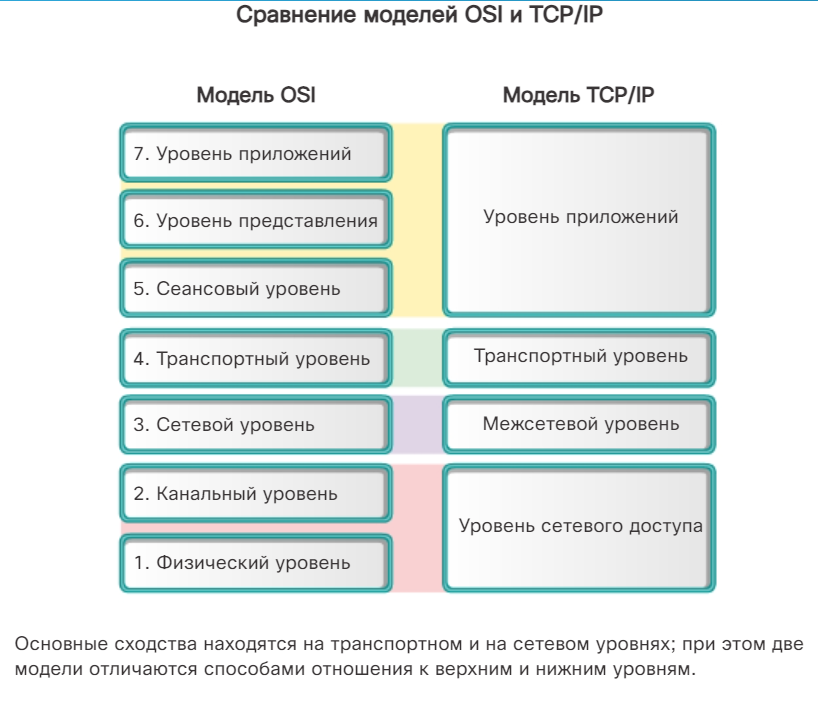 Сравнение моделей OSI и TCP/IP
Модель OSI
Модель TCP/IP
7. Уровень приложений
6. Уровень представления
5. Сеансовый уровень
Уровень приложений
4. Транспортный уровень
Транспортный уровень
3. Сетевой уровень
Межсетевой уровень
2. Канальный уровень
1. Физический уровень
Уровень сетевого доступа
Основные сходства находятся на транспортном и на сетевом уровнях; при этом две
модели отличаются способами отношения к верхним и нижним уровням.